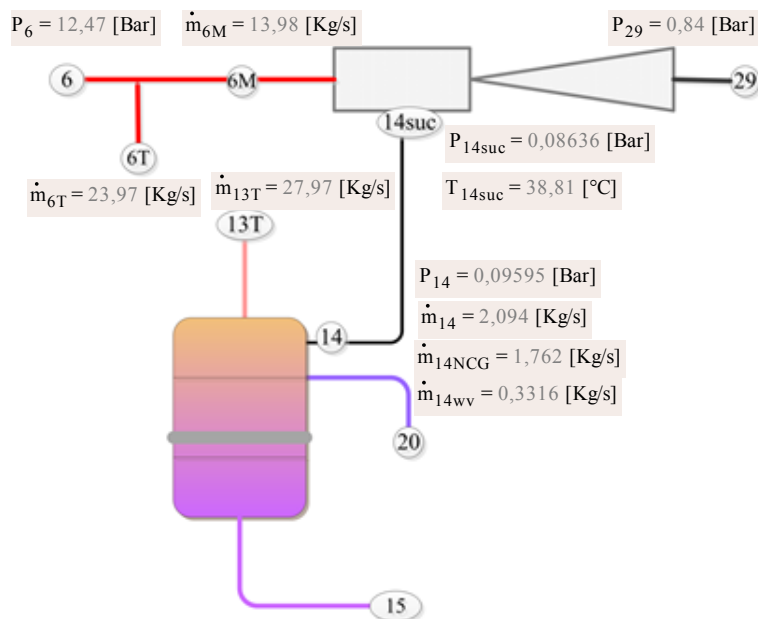 P6 = 12,47 [Bar]
ṁ6M = 13,98 [Kg/s]
P29 = 0,84 [Bar]
6
6M
29
14suc
6T
P14suc = 0,08636 [Bar]
ṁ6T = 23,97 [Kg/s]
ṁ13T = 27,97 [Kg/s]
T14suc = 38,81 [°C]
13T
P14 = 0,09595 [Bar]
ṁ14 = 2,094 [Kg/s]
14
ṁ14NCG = 1,762 [Kg/s]
ṁ14wv = 0,3316 [Kg/s]
20
15